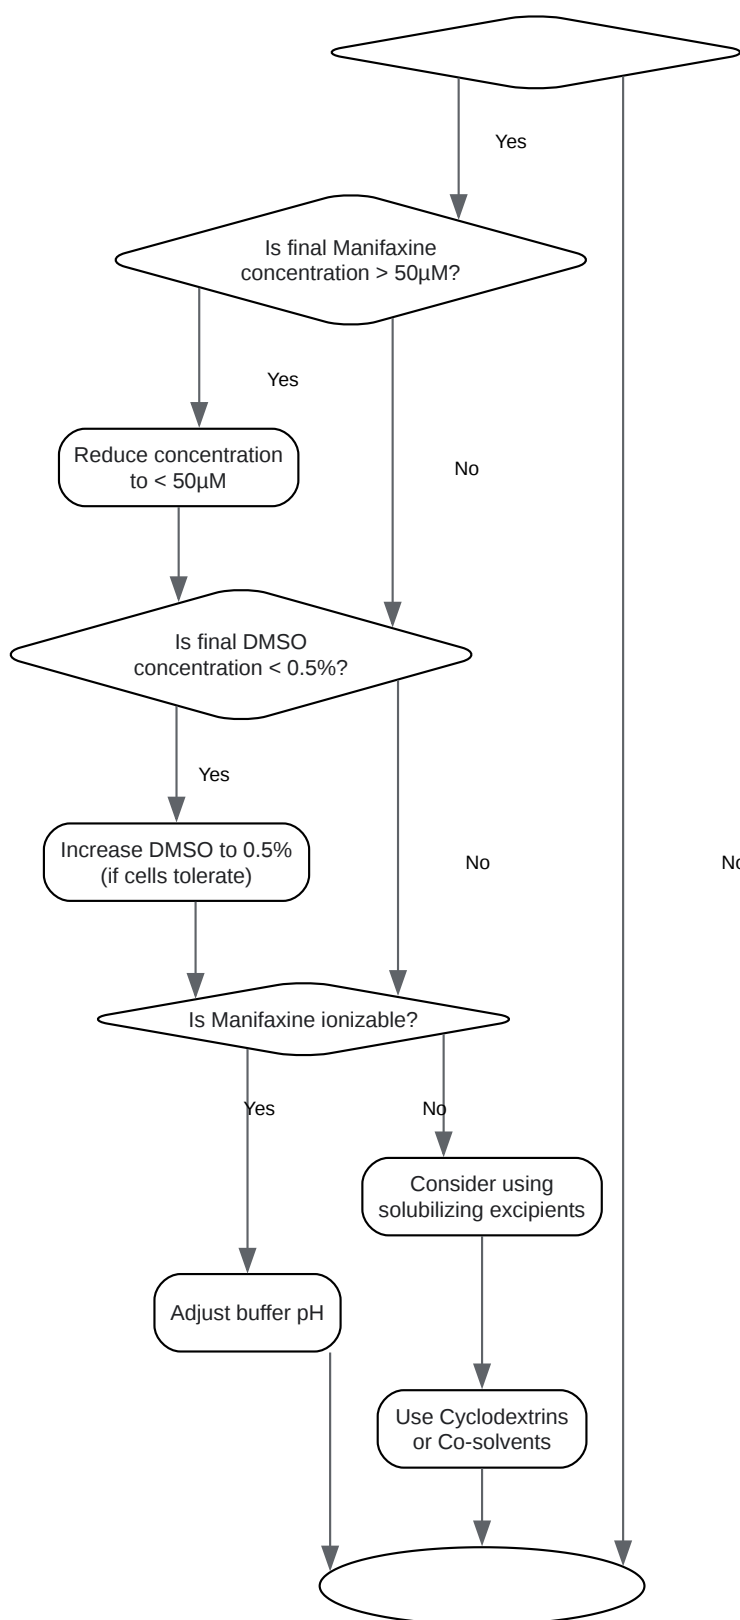 Yes
Is final Manifaxine
concentration > 50µM?
Yes
Reduce concentration
to < 50µM
No
Is final DMSO
concentration < 0.5%?
Yes
Increase DMSO to 0.5%
(if cells tolerate)
No
No
Is Manifaxine ionizable?
Yes
No
Consider using
solubilizing excipients
Adjust buffer pH
Use Cyclodextrins
or Co-solvents